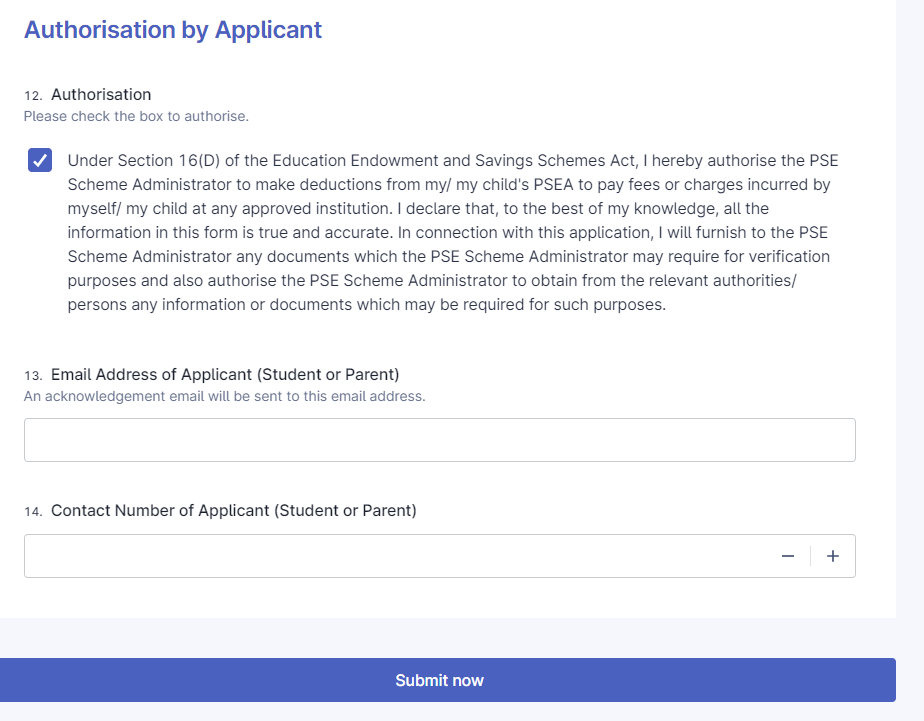 Authorisation by Applicant
12. Authorisation
Please check the box to authorise.
Under Section 16(D) of the Education Endowment and Savings Schemes Act, I hereby authorise the PSE
Scheme Administrator to make deductions from my/ my child's PSEA to pay fees or charges incurred by
myself/ my child at any approved institution. I declare that, to the best of my knowledge, all the
information in this form is true and accurate. In connection with this application, I will furnish to the PSE
Scheme Administrator any documents which the PSE Scheme Administrator may require for verification
purposes and also authorise the PSE Scheme Administrator to obtain from the relevant authorities/
persons any information or documents which may be required for such purposes.
13. Email Address of Applicant (Student or Parent)
An acknowledgement email will be sent to this email address.
14. Contact Number of Applicant (Student or Parent)
Submit now